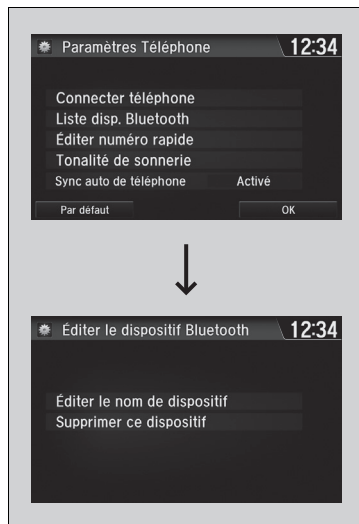 Paramètres Téléphone 12:34
Connecter téléphone
Liste disp. Bluetooth
Éditer numéro rapide
Tonalité de sonnerie
Sync auto de téléphone Activé
Par défaut OK
Éditer le dispositif Bluetooth 12:34
Éditer le nom de dispositif
Supprimer ce dispositif